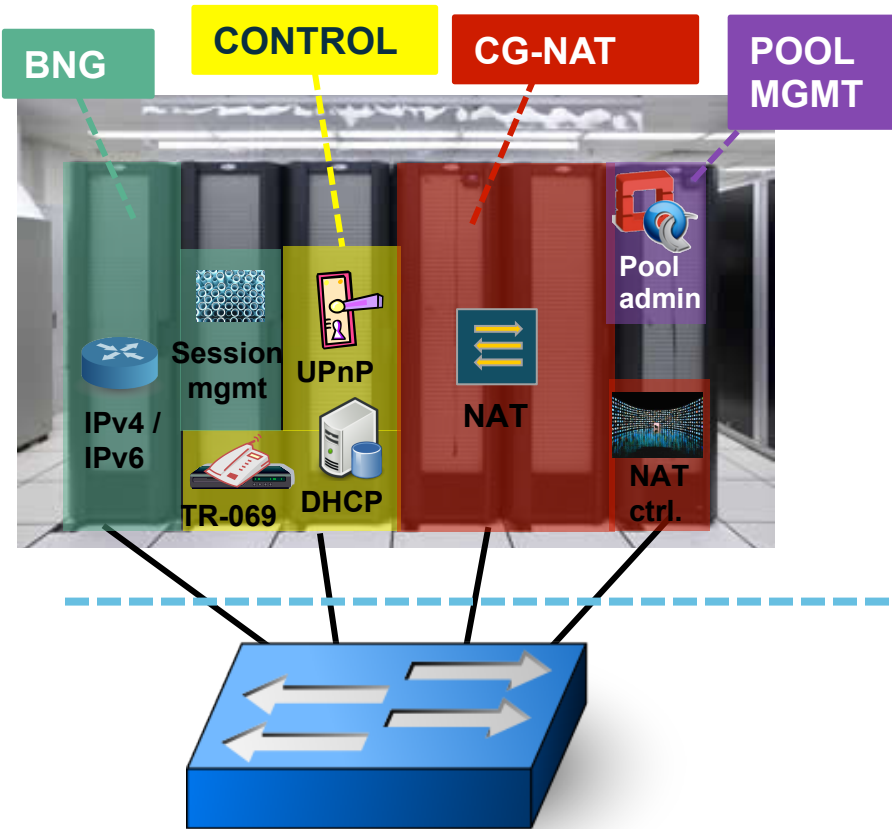 BNG
CONTROL
CG-NAT
POOL
MGMT
Pool
admin
Session
mgmt
UPnP
IPv4 /
IPv6
NAT
TR-069
DHCP
NAT
ctrl.